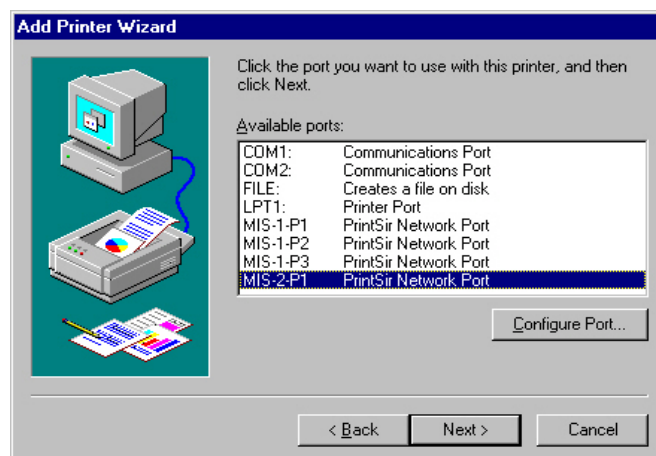 Add Printer Wizard
Click the port you want to use with this printer, and then
click Next.
Available ports:
COM1: Communications Port
COM2: Communications Port
FILE: Creates a file on disk
LPT1: Printer Port
MIS-1-P1 PrintSir Network Port
MIS-1-P2 PrintSir Network Port
MIS-1-P3 PrintSir Network Port
MIS-2-P1 PrintSir Network Port
Configure Port...
< Back Next > Cancel